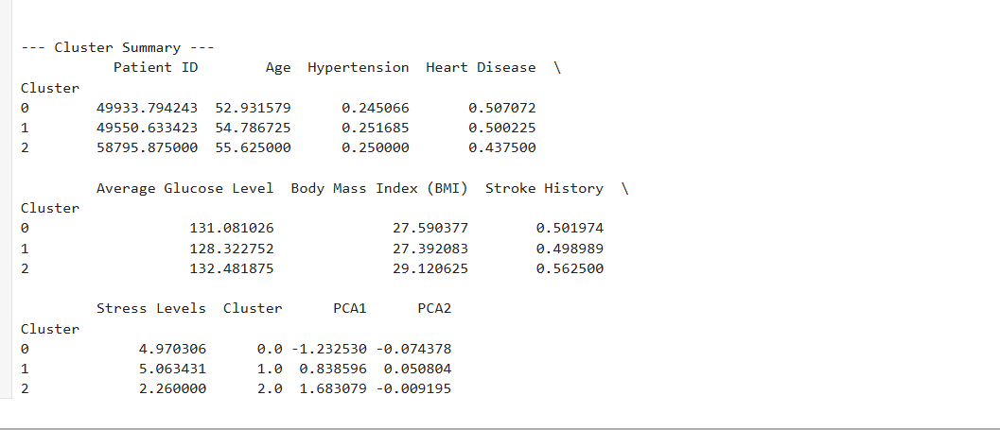 --- Cluster Summary ---
Patient ID Age Hypertension Heart Disease \
Cluster
0 49933.794243 52.931579 0.245066 0.507072
1 49550.633423 54.786725 0.251685 0.500225
2 58795.875000 55.625000 0.250000 0.437500
Average Glucose Level Body Mass Index (BMI) Stroke History \
Cluster
0 131.081026 27.590377 0.501974
1 128.322752 27.392083 0.498989
2 132.481875 29.120625 0.562500
Stress Levels Cluster PCA1 PCA2
Cluster
0 4.970306 0.0 -1.232530 -0.074378
1 5.063431 1.0 0.838596 0.050804
2 2.260000 2.0 1.683079 -0.009195